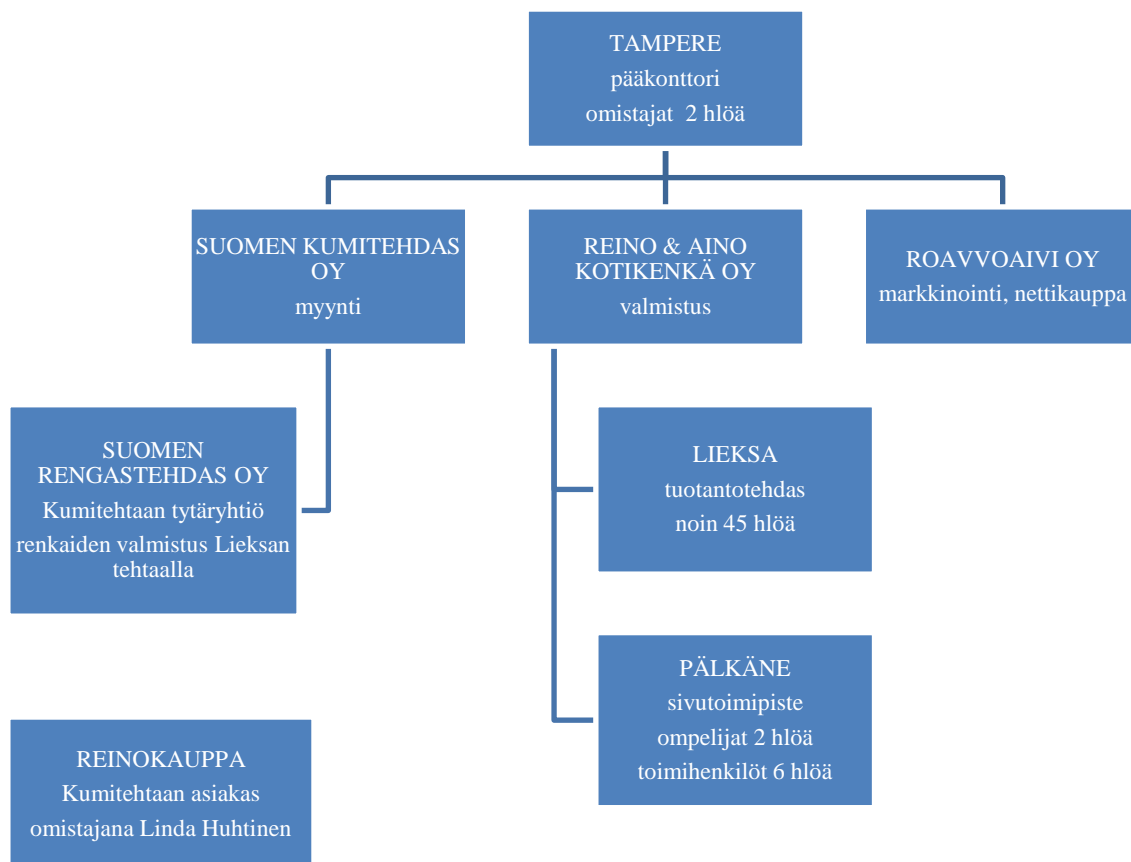 TAMPERE
pääkonttori
omistajat 2 hlöä
SUOMEN KUMITEHDAS
OY
myynti
REINO & AINO
KOTIKENKÄ OY
valmistus
ROAVVOAIVI OY
markkinointi, nettikauppa
SUOMEN
RENGASTEHDAS OY
Kumitehtaan tytäryhtiö
renkaiden valmistus Lieksan
tehtaalla
LIEKSA
tuotantotehdas
noin 45 hlöä
PÄLKÄNE
sivutoimipiste
ompelijat 2 hlöä
toimihenkilöt 6 hlöä
REINOKAUPPA
Kumitehtaan asiakas
omistajana Linda Huhtinen